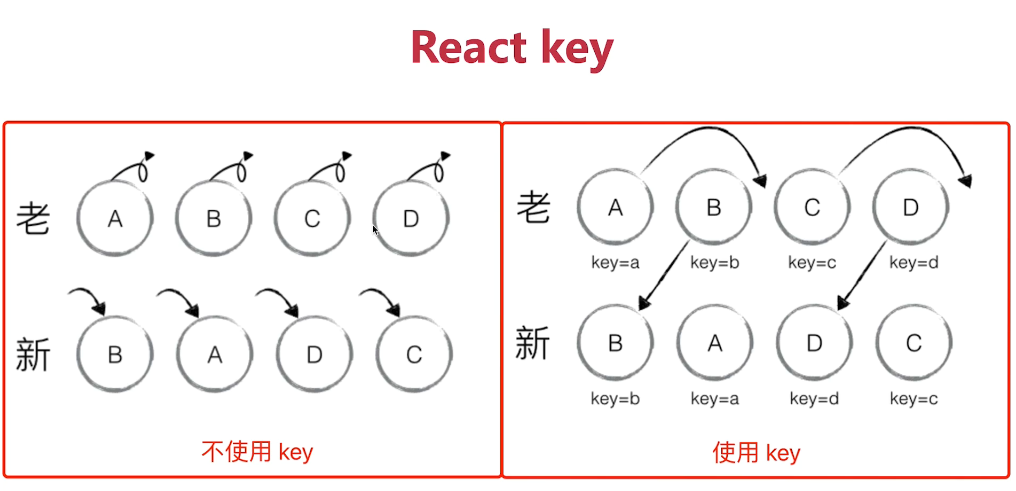 React key
老 A B C D
新 B A D C
不使用 key
老 A B C D
key=a key=b key=c key=d
新 B A D C
key=b key=a key=d key=c
使用 key